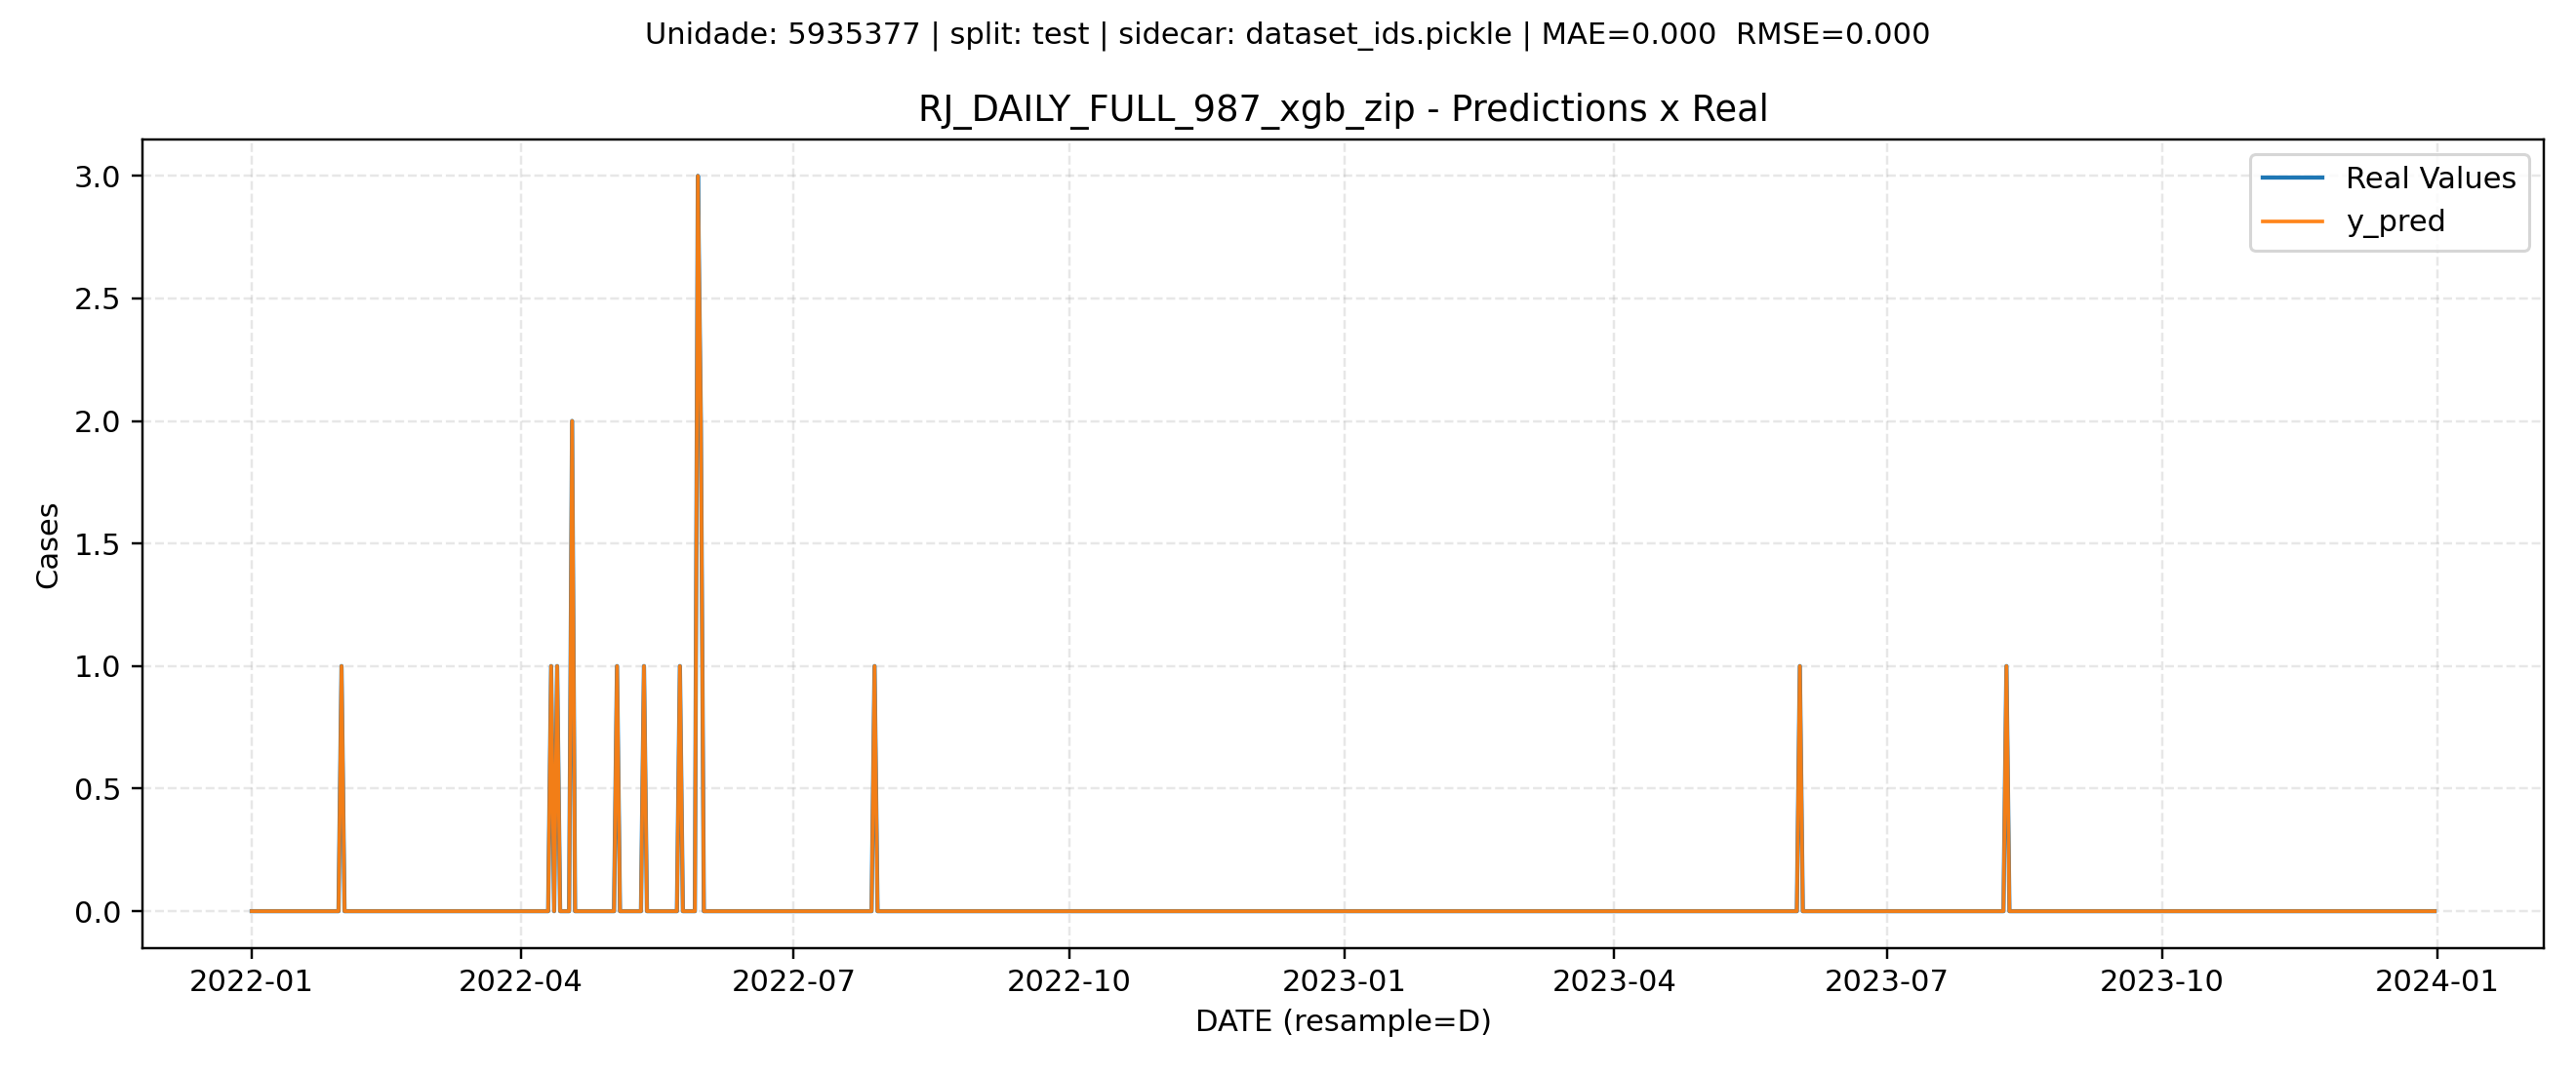 Unidade: 5935377 | split: test | sidecar: dataset_ids.pickle | MAE=0.000  RMSE=0.000
RJ_DAILY_FULL_987_xgb_zip - Predictions x Real
Real Values
y_pred
Cases
3.0
2.5
2.0
1.5
1.0
0.5
0.0
2022-01 2022-04 2022-07 2022-10 2023-01 2023-04 2023-07 2023-10 2024-01
DATE (resample=D)